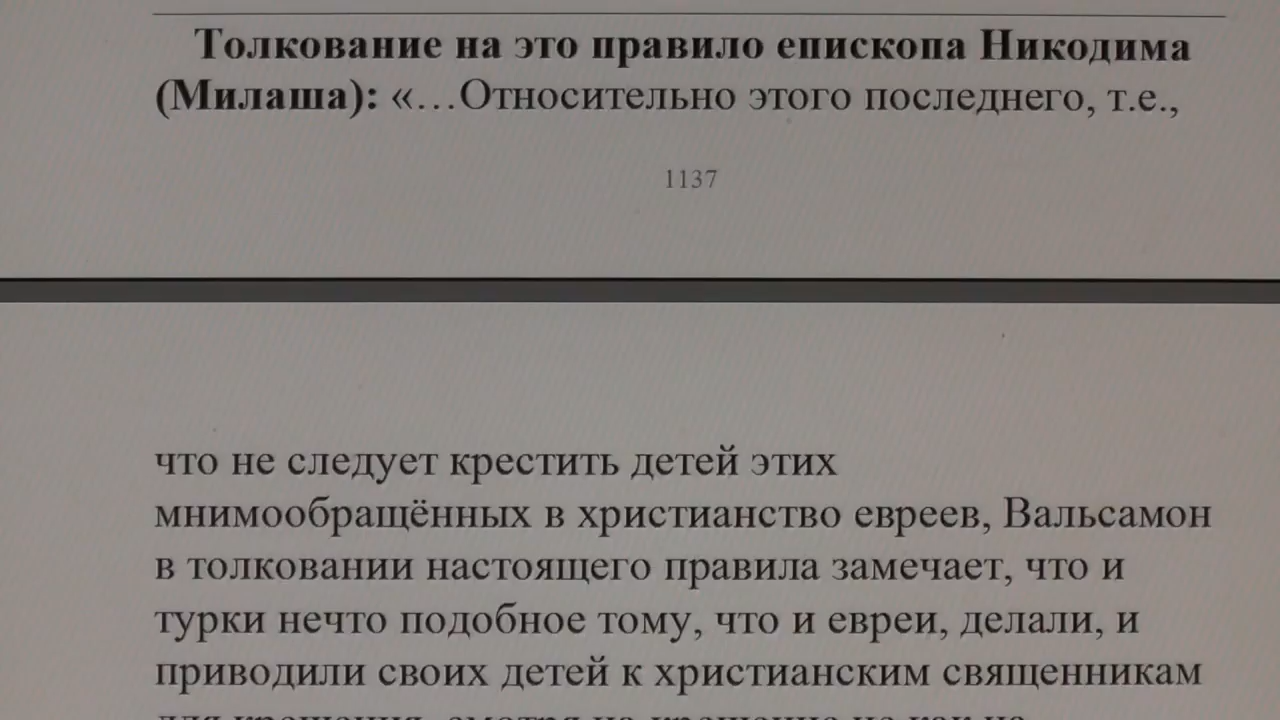 Толкование на это правило епископа Никодима
(Милаша): «…Относительно этого последнего, т.е.,
1137
что не следует крестить детей этих
мнимообращённых в христианство евреев, Вальсамон
в толковании настоящего правила замечает, что и
турки нечто подобное тому, что и евреи, делали, и
приводили своих детей к христианским священникам